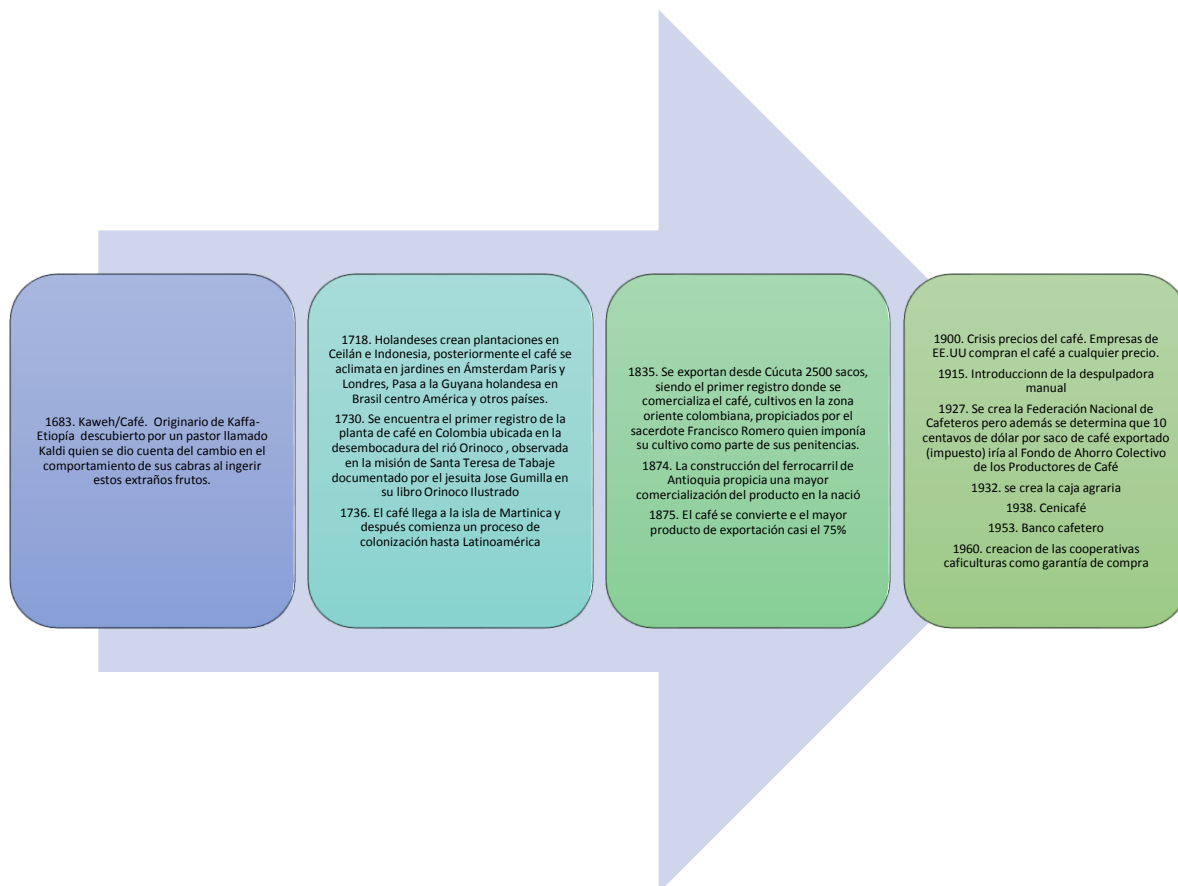 1683. Kaweh/Café. Originario de Kaffa-
Etiopía descubierto por un pastor llamado
Kaldi quien se dio cuenta del cambio en el
comportamiento de sus cabras al ingerir
estos extraños frutos.
1718. Holandeses crean plantaciones en
Ceilán e Indonesia, posteriormente el café se
aclimata en jardines en Ámsterdam Paris y
Londres, Pasa a la Guyana holandesa en
Brasil centro América y otros países.
1730. Se encuentra el primer registro de la
planta de café en Colombia ubicada en la
desembocadura del rió Orinoco , observada
en la misión de Santa Teresa de Tabaje
documentado por el jesuita Jose Gumilla en
su libro Orinoco Ilustrado
1736. El café llega a la isla de Martinica y
después comienza un proceso de
colonización hasta Latinoamérica
1835. Se exportan desde Cúcuta 2500 sacos,
siendo el primer registro donde se
comercializa el café, cultivos en la zona
oriente colombiana, propiciados por el
sacerdote Francisco Romero quien imponía
su cultivo como parte de sus penitencias.
1874. La construcción del ferrocarril de
Antioquia propicia una mayor
comercialización del producto en la nació
1875. El café se convierte e el mayor
producto de exportación casi el 75%
1900. Crisis precios del café. Empresas de
EE.UU compran el café a cualquier precio.
1915. Introduccionn de la despulpadora
manual
1927. Se crea la Federación Nacional de
Cafeteros pero además se determina que 10
centavos de dólar por saco de café exportado
(impuesto) iría al Fondo de Ahorro Colectivo
de los Productores de Café
1932. se crea la caja agraria
1938. Cenicafé
1953. Banco cafetero
1960. creacion de las cooperativas
caficulturas como garantía de compra